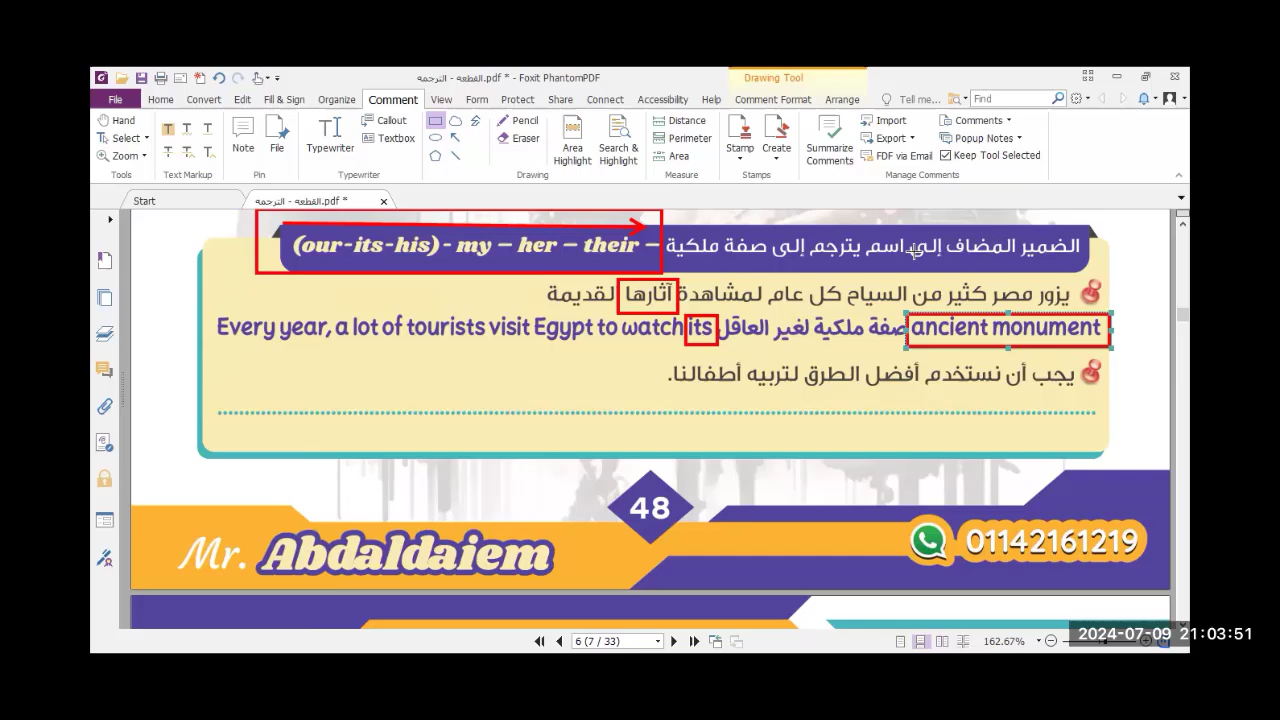 القطعه - الترجمه.pdf * - Foxit PhantomPDF
Drawing Tool
File Home Convert Edit Fill & Sign Organize Comment View Form Protect Share Connect Accessibility Help Comment Format Arrange Tell me... Find
Hand
Select
Zoom
Tools
Text Markup
Note
File
Pin
Typewriter
Callout
Textbox
Typewriter
Pencil
Eraser
Area Highlight
Search & Highlight
Drawing
Distance
Perimeter
Area
Measure
Stamp
Create
Stamps
Summarize Comments
Import
Export
FDF via Email
Comments
Popup Notes
Keep Tool Selected
Manage Comments
Start
القطعه - الترجمه.pdf *
الضمير المضاف إلى اسم يترجم إلى صفة ملكية (our-its-his)- my – her – their –
يزور مصر كثير من السياح كل عام لمشاهدة آثارها القديمة
Every year, a lot of tourists visit Egypt to watch its صفة ملكية لغير العاقل ancient monument
يجب أن نستخدم أفضل الطرق لتربيه أطفالنا.
48
Mr. Abdaldaiem
01142161219
6 (7 / 33)
162.67%
2024-07-09 21:03:51